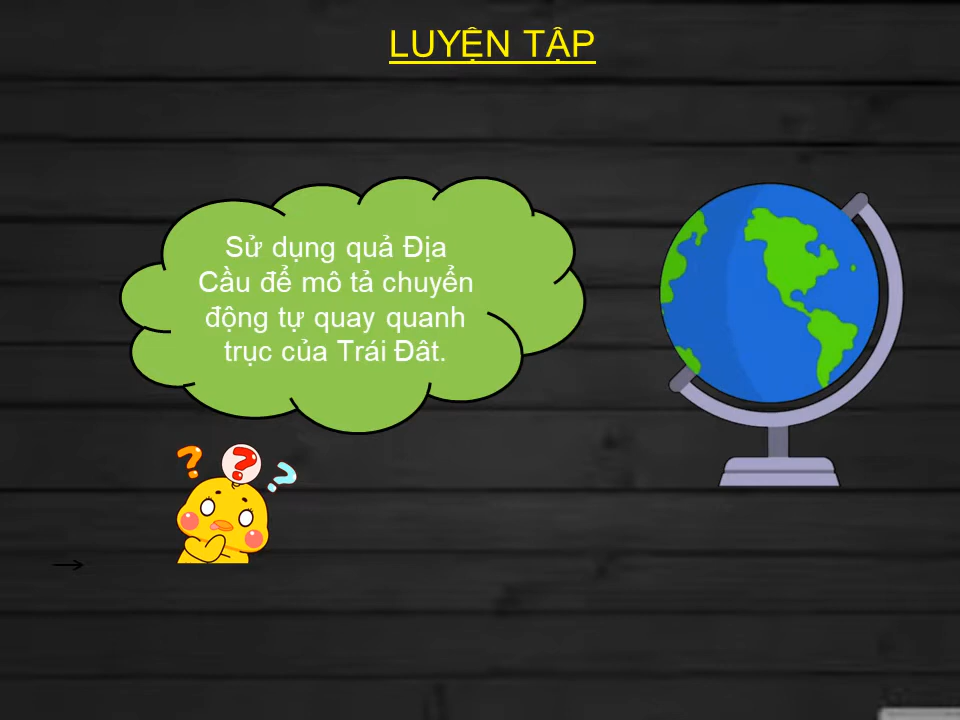 LUYỆN TẬP
Sử dụng quả Địa
Cầu để mô tả chuyển
động tự quay quanh
trục của Trái Đât.
?
?
?